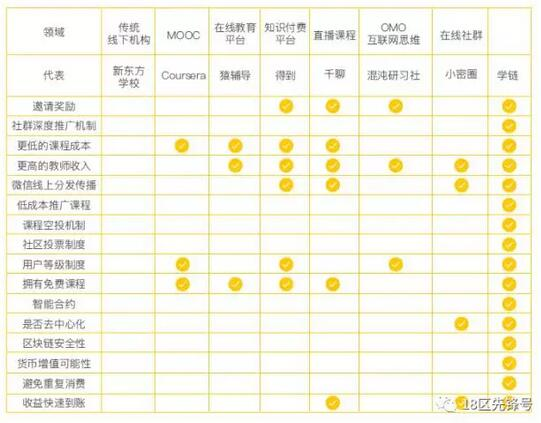 领域 传统线下机构 MOOC 在线教育平台 知识付费平台 直播课程 OMO互联网思维 在线社群
代表 新东方学校 Coursera 猿辅导 得到 千聊 混沌研习社 小密圈 学链
邀请奖励
社群深度推广机制
更低的课程成本
更高的教师收入
微信线上分发传播
低成本推广课程
课程空投机制
社区投票制度
用户等级制度
拥有免费课程
智能合约
是否去中心化
区块链安全性
货币增值可能性
避免重复消费
收益快速到账
18区先锋号